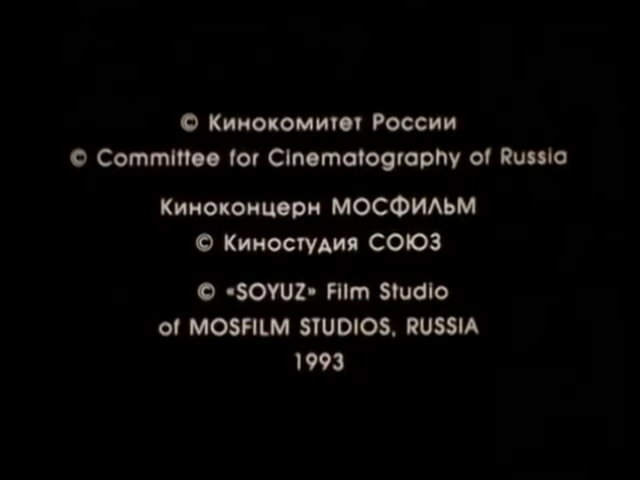 © Кинокомитет России
© Committee for Cinematography of Russia
Киноконцерн МОСФИЛЬМ
© Киностудия СОЮЗ
© «SOYUZ» Film Studio
of MOSFILM STUDIOS, RUSSIA
1993